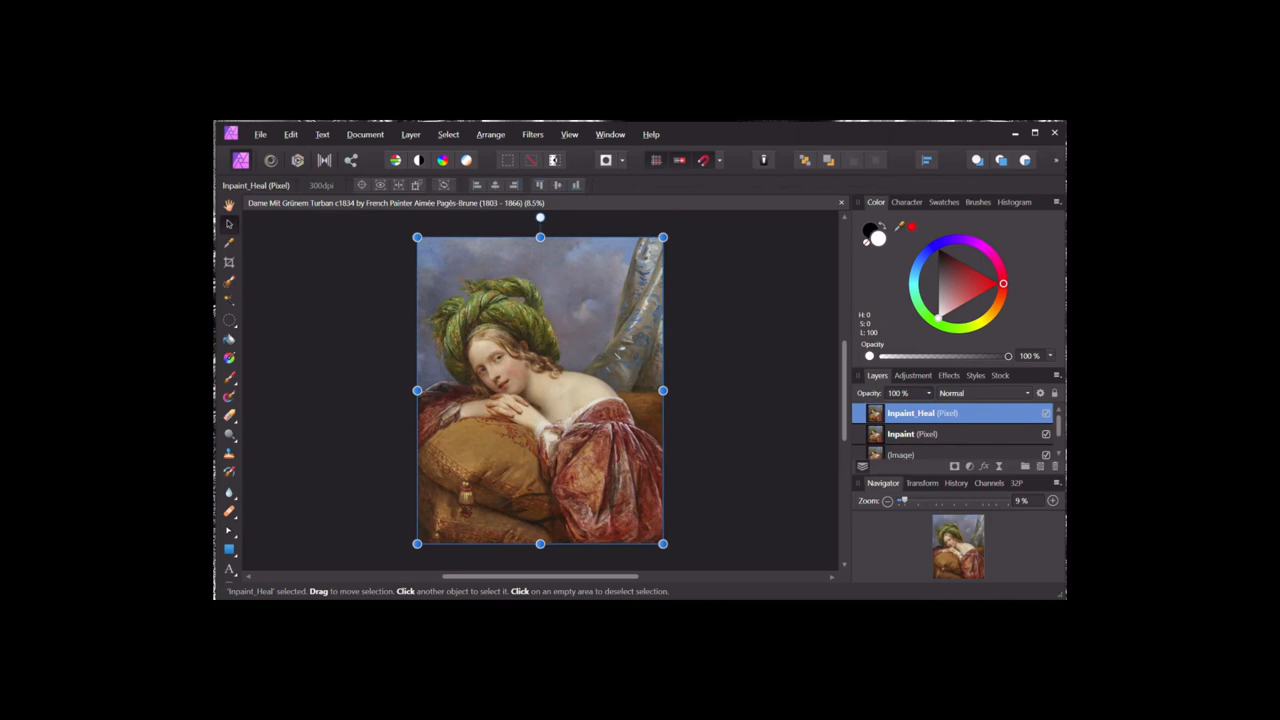 File Edit Text Document Layer Select Arrange Filters View Window Help
Inpaint_Heal (Pixel) 300dpi
Dame Mit Grünem Turban c1834 by French Painter Aimée Pagès-Brune (1803 - 1866) (8.5%)
Color Character Swatches Brushes Histogram
H: 0
S: 0
L: 100
Opacity
100 %
Layers Adjustment Effects Styles Stock
Opacity: 100 % Normal
Inpaint_Heal (Pixel)
Inpaint (Pixel)
(Image)
fx
Navigator Transform History Channels 32P
Zoom: 9 %
A
'Inpaint_Heal' selected. Drag to move selection. Click another object to select it. Click on an empty area to deselect selection.